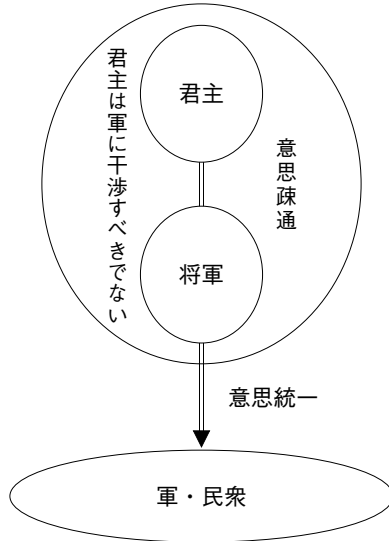 君主は軍に干渉すべきでない
君主
意思疎通
将軍
意思統一
軍・民衆